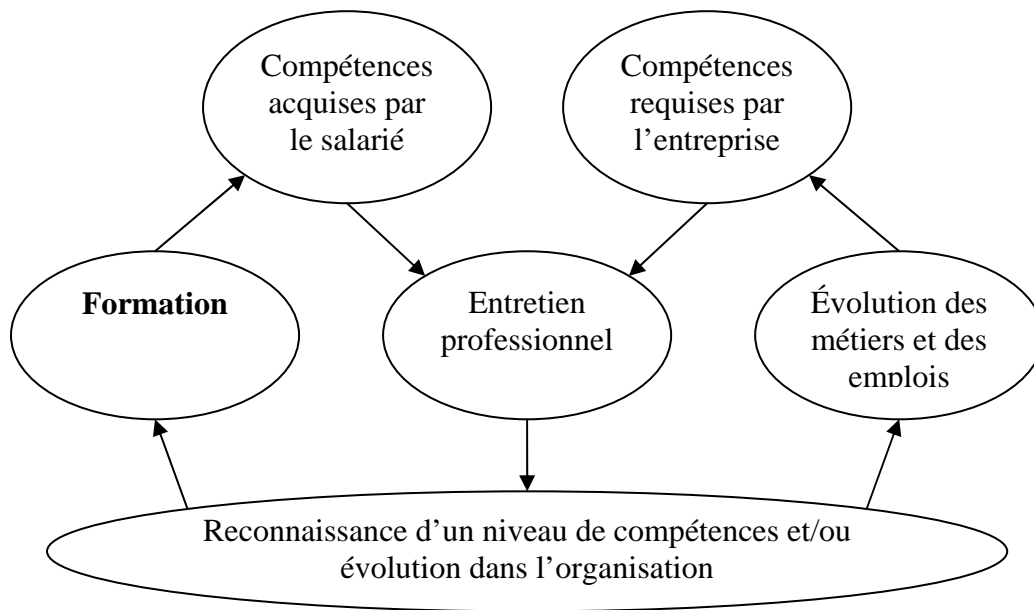 Compétences
acquises par
le salarié
Compétences
requises par
l’entreprise
Formation
Entretien
professionnel
Évolution des
métiers et des
emplois
Reconnaissance d’un niveau de compétences et/ou
évolution dans l’organisation